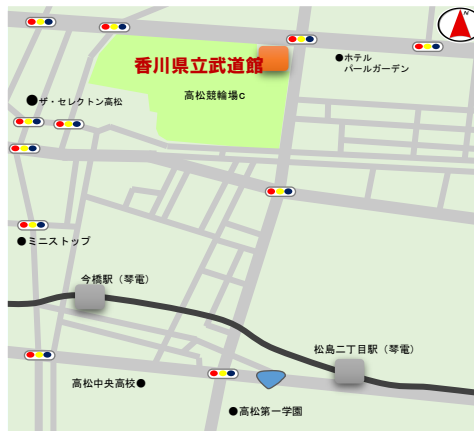 N
香川県立武道館
●ホテル
パールガーデン
高松競輪場c
●ザ・セレクトン高松
●ミニストップ
今橋駅（琴電）
松島二丁目駅（琴電）
高松中央高校●
●高松第一学園